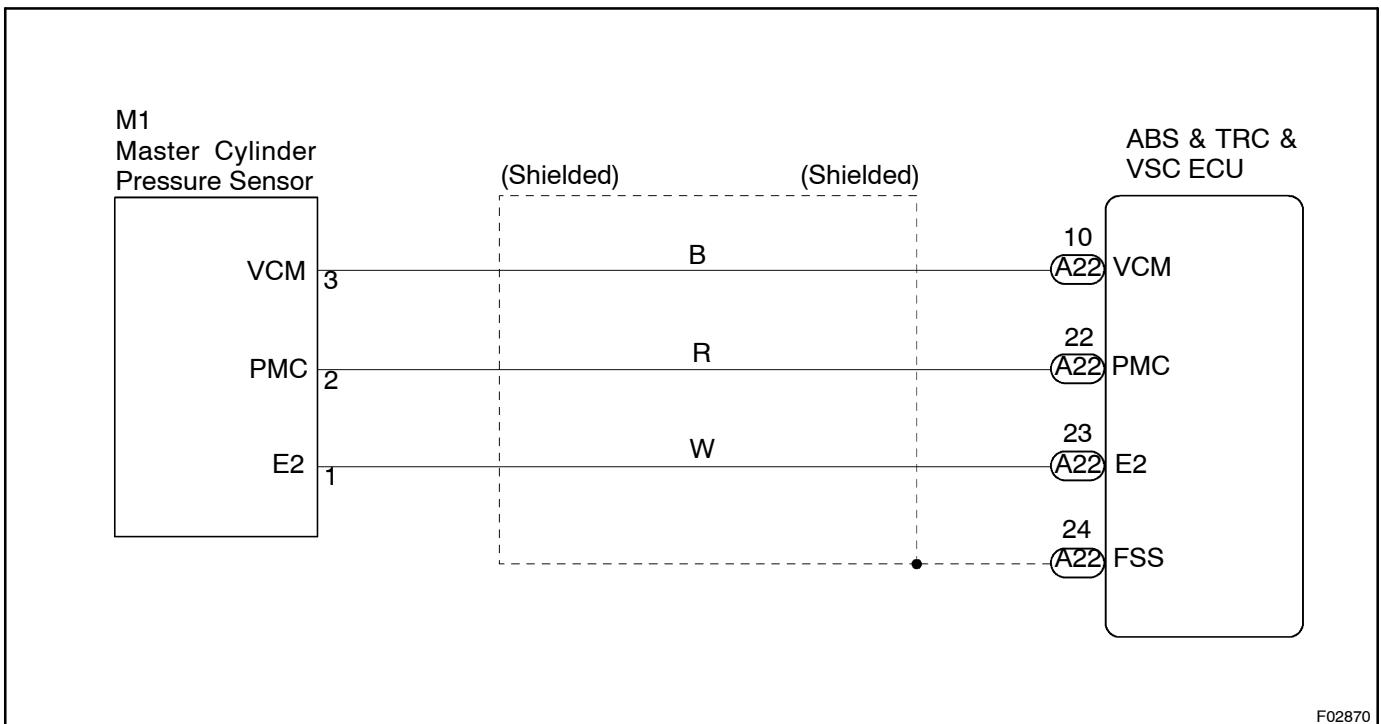 M1
Master Cylinder
Pressure Sensor
(Shielded)
(Shielded)
ABS & TRC &
VSC ECU
VCM
3
B
10
A22
VCM
PMC
2
R
22
A22
PMC
E2
1
W
23
A22
E2
24
A22
FSS
F02870